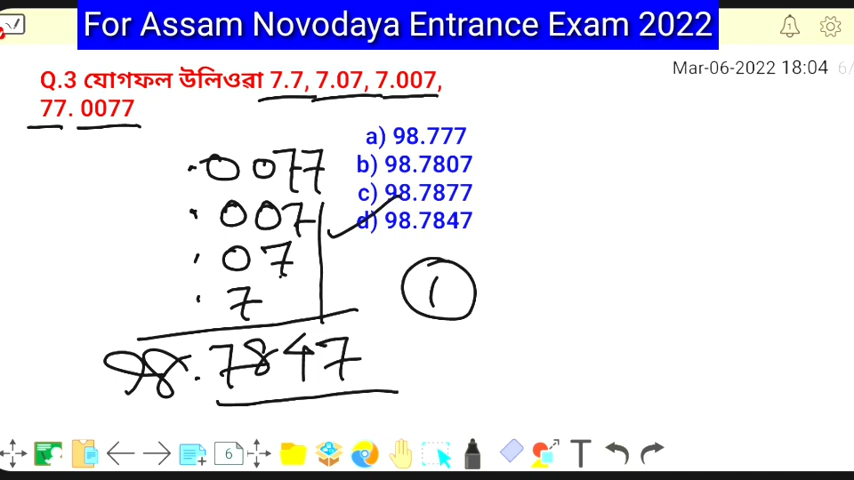 For Assam Novodaya Entrance Exam 2022
Mar-06-2022 18:04 6/
Q.3 যোগফল উলিওৱা 7.7, 7.07, 7.007,
77. 0077
a) 98.777
b) 98.7807
c) 98.7877
d) 98.7847
.0077
.007
.07
.7
98.7847
1
6
T